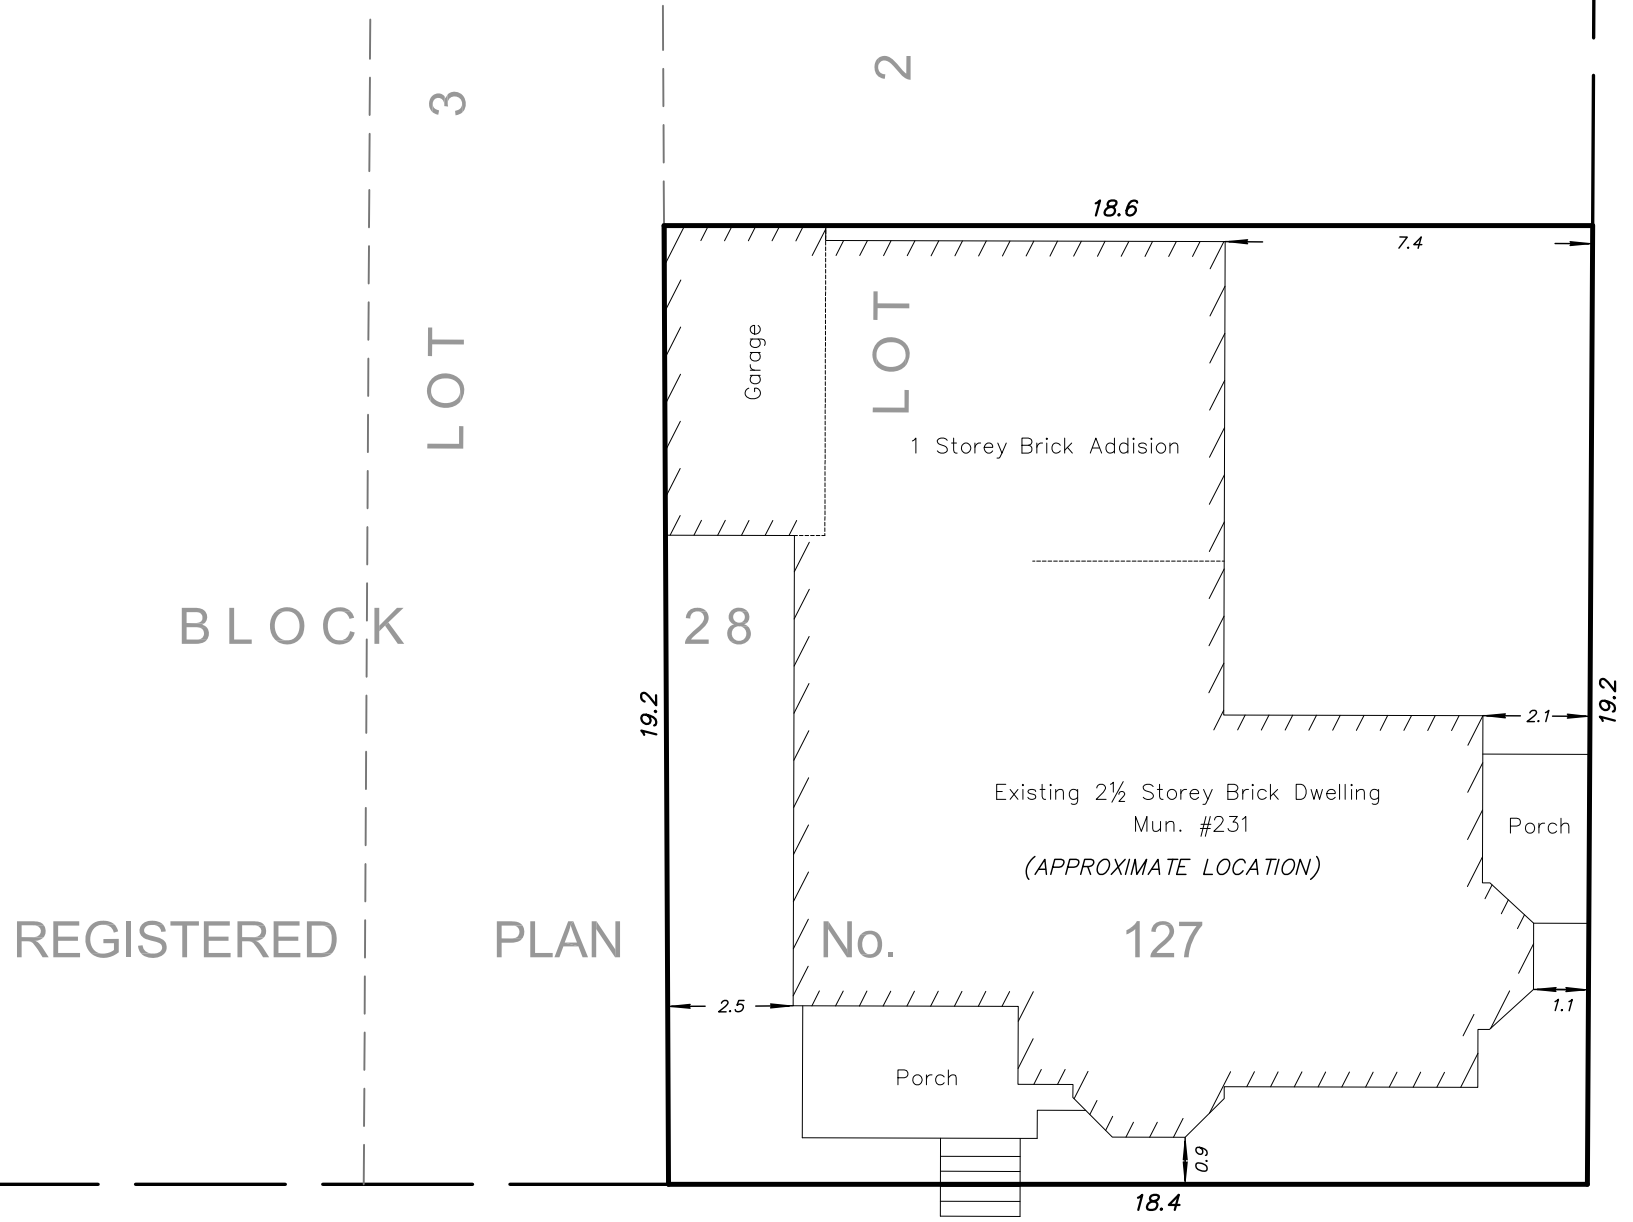 2
3
18.6
7.4
Garage
LOT
LOT
1 Storey Brick Addision
BLOCK 28
19.2
19.2
2.1
Existing 2½ Storey Brick Dwelling
Mun. #231
Porch
(APPROXIMATE LOCATION)
REGISTERED PLAN No. 127
2.5
1.1
Porch
0.9
18.4